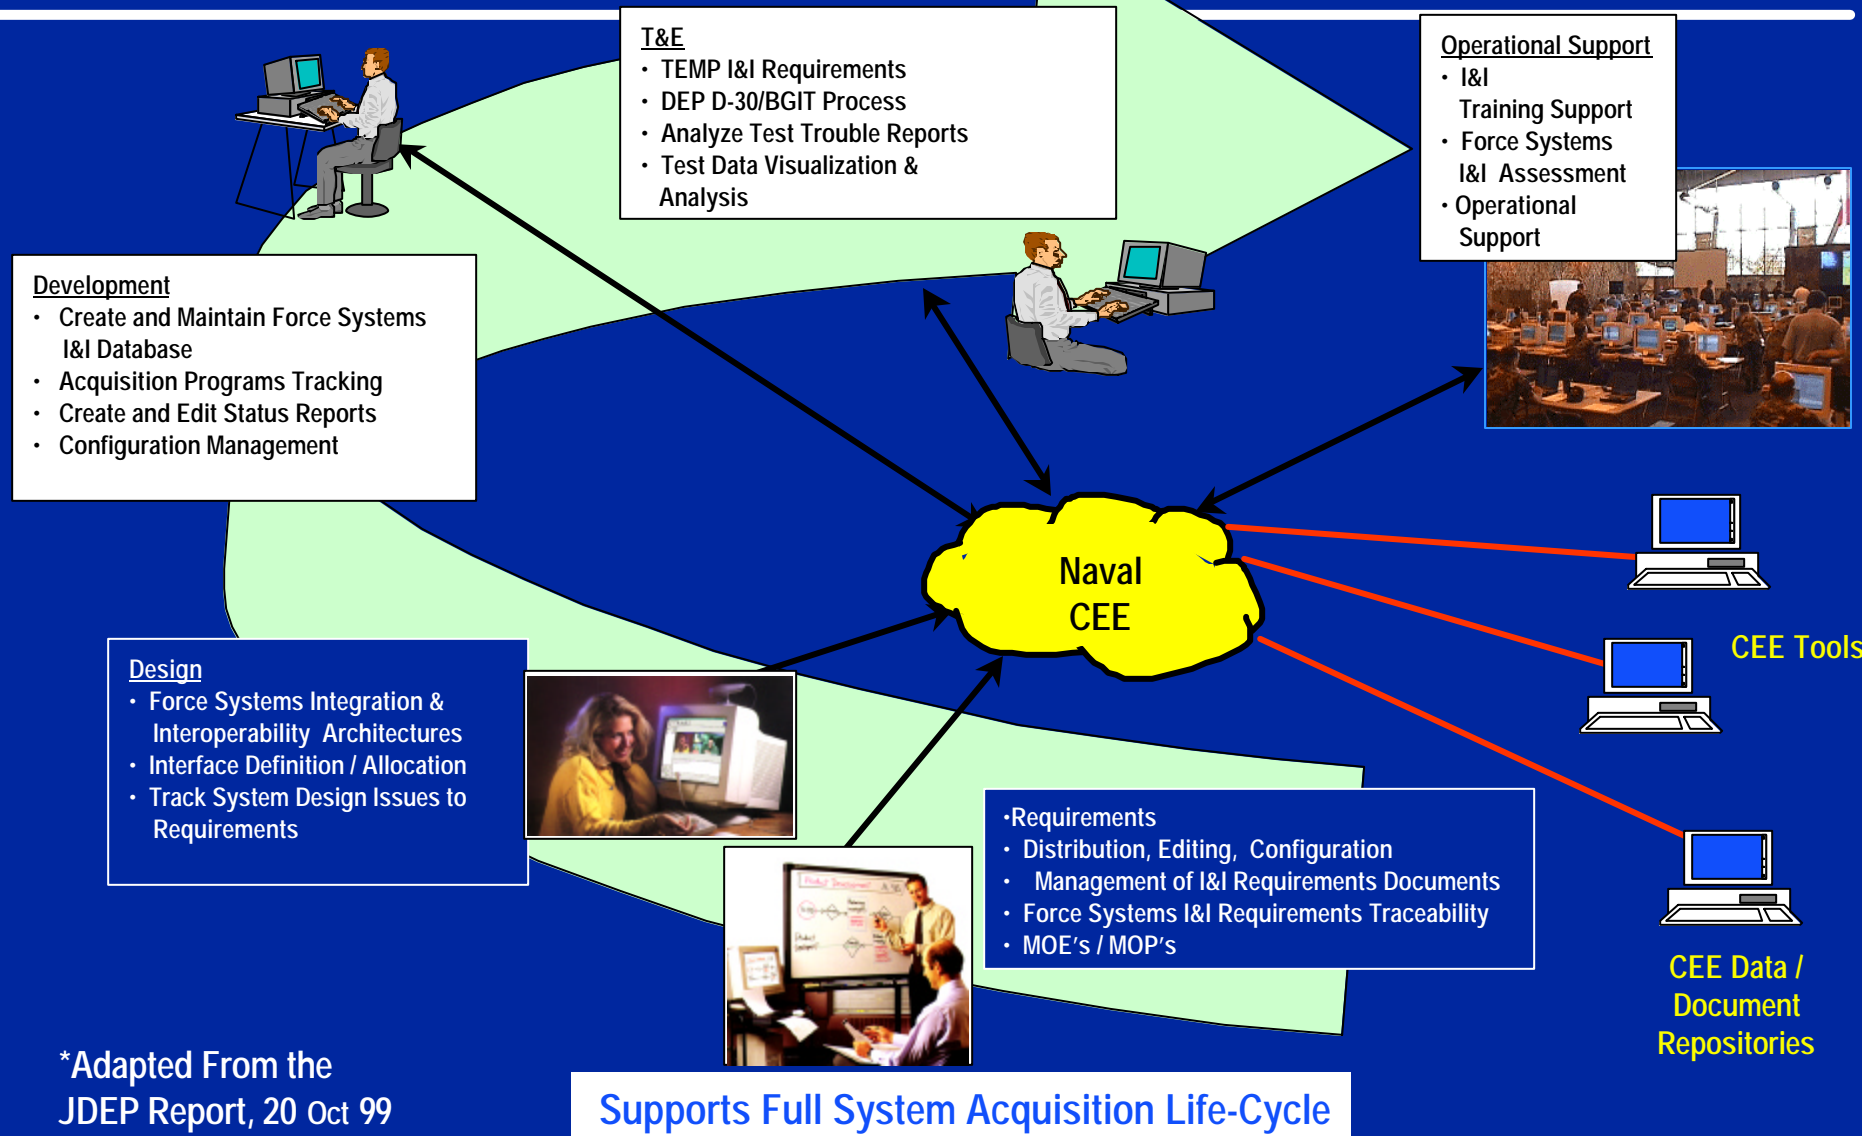 T&E
• TEMP I&I Requirements
• DEP D-30/BGIT Process
• Analyze Test Trouble Reports
• Test Data Visualization &
Analysis
Operational Support
• I&I
Training Support
• Force Systems
I&I Assessment
• Operational
Support
Development
• Create and Maintain Force Systems
I&I Database
• Acquisition Programs Tracking
• Create and Edit Status Reports
• Configuration Management
Naval
CEE
CEE Tools
Design
• Force Systems Integration &
Interoperability Architectures
• Interface Definition / Allocation
• Track System Design Issues to
Requirements
•Requirements
• Distribution, Editing, Configuration
• Management of I&I Requirements Documents
• Force Systems I&I Requirements Traceability
• MOE's / MOP's
CEE Data /
Document
Repositories
*Adapted From the
JDEP Report, 20 Oct 99
Supports Full System Acquisition Life-Cycle